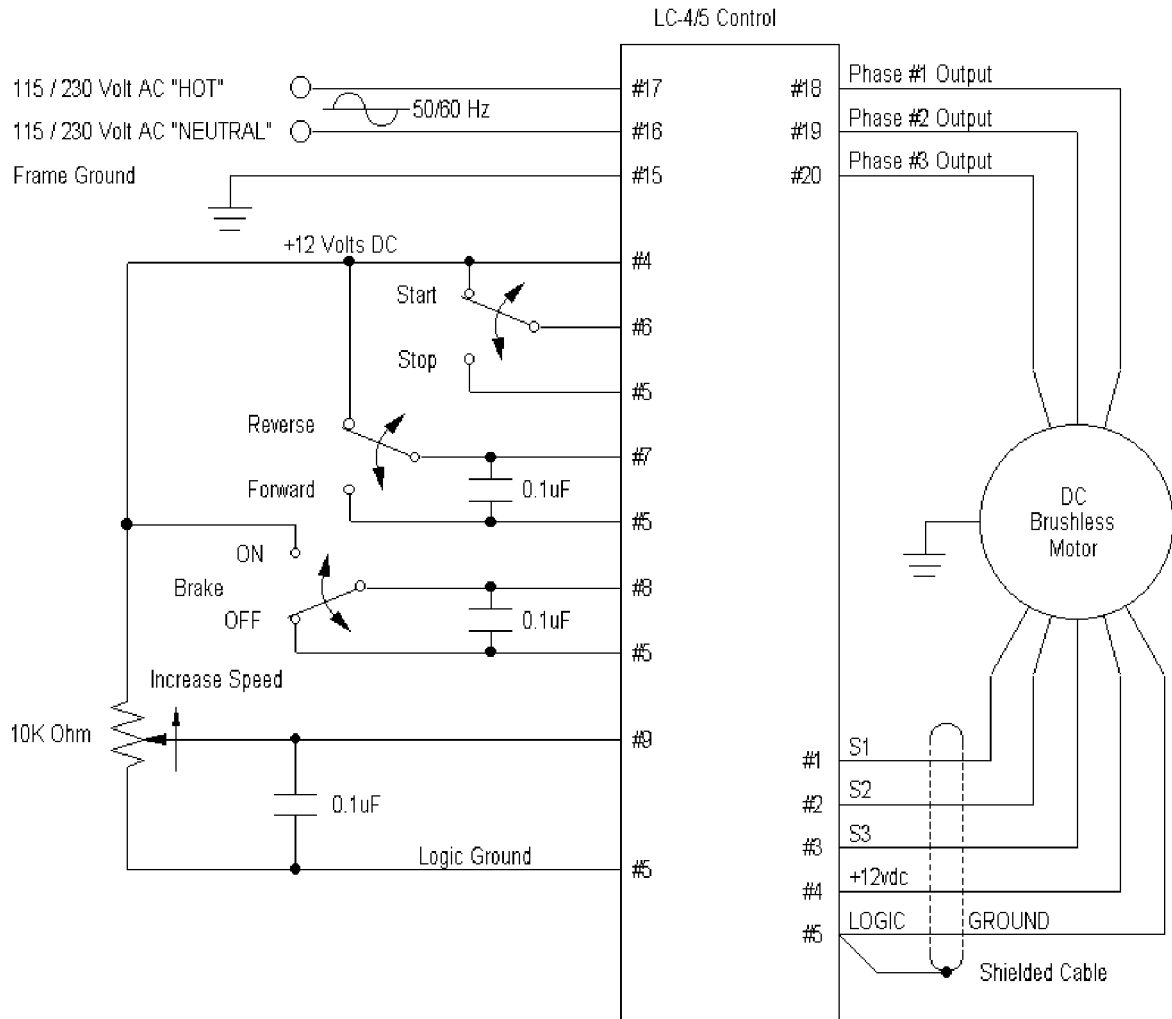 LC-4/5 Control
115 / 230 Volt AC "HOT"
50/60 Hz
115 / 230 Volt AC "NEUTRAL"
Frame Ground
#17
#16
#15
#18
Phase #1 Output
#19
Phase #2 Output
#20
Phase #3 Output
+12 Volts DC
#4
Start
#6
Stop
#5
Reverse
#7
0.1uF
Forward
#5
ON
Brake
#8
OFF
0.1uF
#5
Increase Speed
10K Ohm
#9
0.1uF
Logic Ground
#5
DC
Brushless
Motor
#1
S1
#2
S2
#3
S3
#4
+12vdc
#5
LOGIC GROUND
Shielded Cable